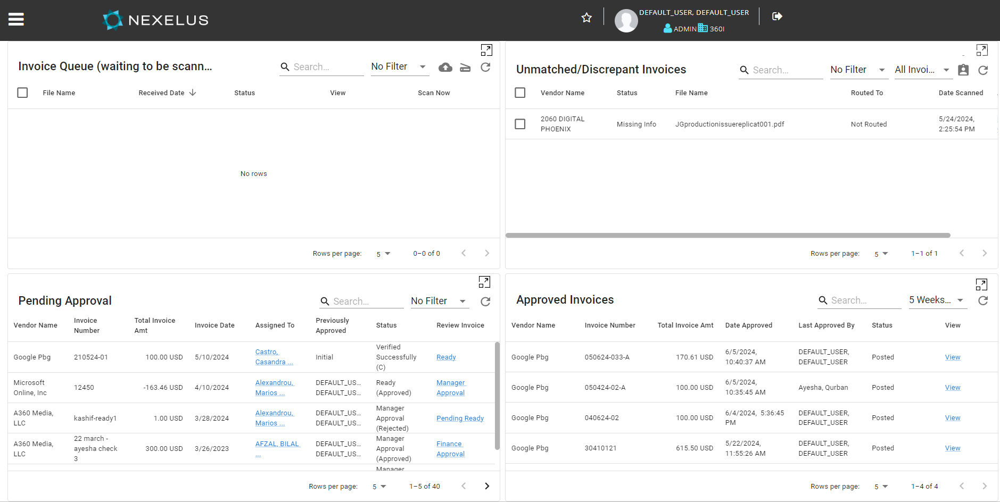 NEXELUS
DEFAULT_USER, DEFAULT_USER
ADMIN 360I
Invoice Queue (waiting to be scann...
Search...
No Filter
File Name Received Date Status View Scan Now
No rows
Rows per page: 5 0–0 of 0
Unmatched/Discrepant Invoices
Search...
No Filter
All Invoi...
Vendor Name Status File Name Routed To Date Scanned
2060 DIGITAL PHOENIX Missing Info JGproductionissuereplicat001.pdf Not Routed 5/24/2024, 2:25:54 PM
Rows per page: 5 1–1 of 1
Pending Approval
Search...
No Filter
Vendor Name Invoice Number Total Invoice Amt Invoice Date Assigned To Previously Approved Status Review Invoice
Google Pbg 210524-01 100.00 USD 5/10/2024 Castro, Casandra ... Initial Verified Successfully (C) Ready
Microsoft Online, Inc 12450 -163.46 USD 4/10/2024 Alexandrou, Marios ... DEFAULT_US... DEFAULT_US... Ready (Approved) Manager Approval
A360 Media, LLC kashif-ready1 1.00 USD 3/28/2024 Alexandrou, Marios ... DEFAULT_US... DEFAULT_US... Manager Approval (Rejected) Pending Ready
A360 Media, LLC 22 march - ayesha check 3 300.00 USD 3/26/2023 AFZAL, BILAL ... DEFAULT_US... DEFAULT_US... Manager Approval (Approved) Finance Approval
Manager
Rows per page: 5 1–5 of 40
Approved Invoices
Search...
5 Weeks...
Vendor Name Invoice Number Total Invoice Amt Date Approved Last Approved By Status View
Google Pbg 050624-033-A 170.61 USD 6/5/2024, 10:40:37 AM DEFAULT_USER, DEFAULT_USER Posted View
Google Pbg 050424-02-A 100.00 USD 6/5/2024, 10:35:45 AM Ayesha, Qurban Posted View
Google Pbg 040624-02 100.00 USD 6/4/2024, 5:36:45 PM DEFAULT_USER, DEFAULT_USER Posted View
Google Pbg 30410121 615.50 USD 5/22/2024, 11:55:26 AM DEFAULT_USER, DEFAULT_USER Posted View
Rows per page: 5 1–4 of 4